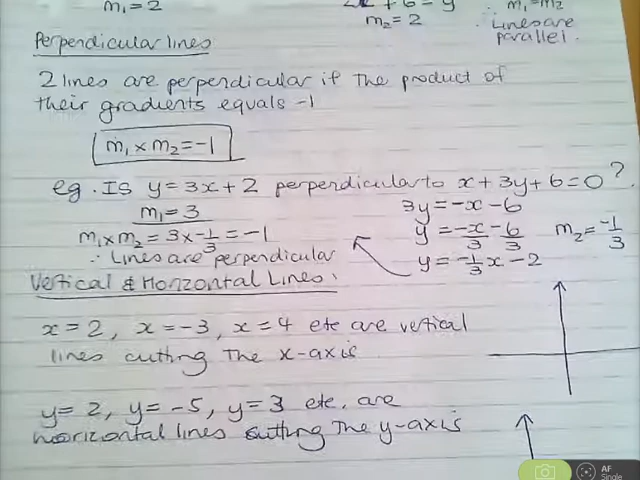 m₁ = 2
2x + 6 = y
m₂ = 2
∴ m₁ = m₂
∴ Lines are parallel.
Perpendicular lines
2 lines are perpendicular if the product of
their gradients equals -1
m₁ × m₂ = -1
eg. Is y = 3x + 2 perpendicular to x + 3y + 6 = 0?
m₁ = 3
3y = -x - 6
m₁ × m₂ = 3 × -1/3 = -1
y = -x/3 - 6/3
m₂ = -1/3
∴ Lines are perpendicular
y = -1/3 x - 2
Vertical & Horizontal Lines.
x = 2, x = -3, x = 4 etc are vertical
lines cutting the x-axis
y = 2, y = -5, y = 3 etc. are
horizontal lines cutting the y-axis
AF
Single